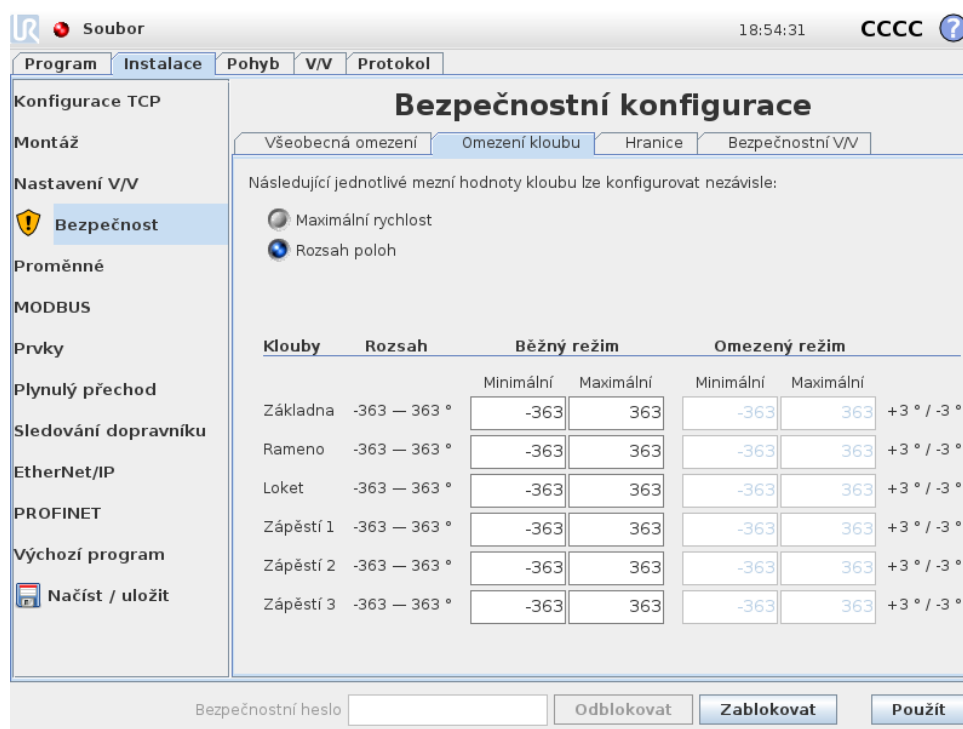 UR Soubor 18:54:31 CCCC ?
Program Instalace Pohyb V/V Protokol
Konfigurace TCP
Montáž
Nastavení V/V
Bezpečnost
Proměnné
MODBUS
Prvky
Plynulý přechod
Sledování dopravníku
EtherNet/IP
PROFINET
Výchozí program
Načíst / uložit
Bezpečnostní konfigurace
Všeobecná omezení Omezení kloubu Hranice Bezpečnostní V/V
Následující jednotlivé mezní hodnoty kloubu lze konfigurovat nezávisle:
Maximální rychlost
Rozsah poloh
Klouby Rozsah Běžný režim Omezený režim
Minimální Maximální Minimální Maximální
Základna -363 — 363 ° -363 363 -363 363 +3 ° / -3 °
Rameno -363 — 363 ° -363 363 -363 363 +3 ° / -3 °
Loket -363 — 363 ° -363 363 -363 363 +3 ° / -3 °
Zápěstí 1 -363 — 363 ° -363 363 -363 363 +3 ° / -3 °
Zápěstí 2 -363 — 363 ° -363 363 -363 363 +3 ° / -3 °
Zápěstí 3 -363 — 363 ° -363 363 -363 363 +3 ° / -3 °
Bezpečnostní heslo Odblokovat Zablokovat Použít